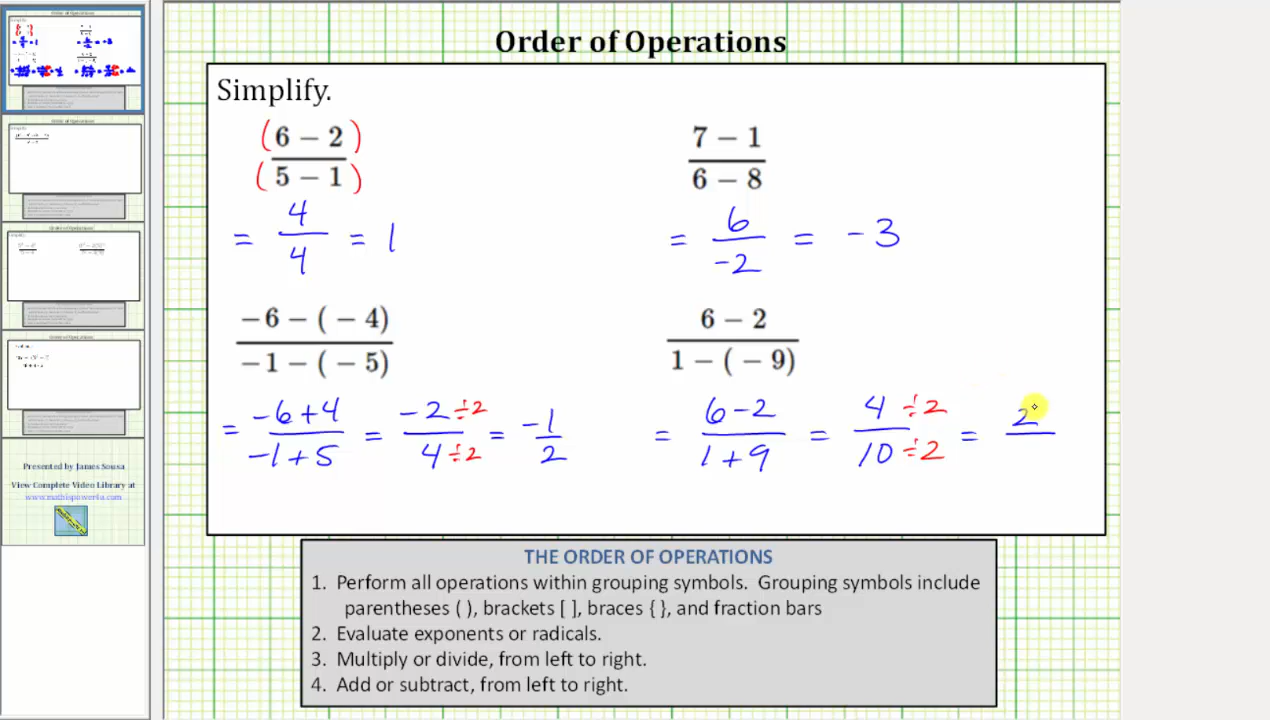 Order of Operations
Simplify.
(6 − 2)
(5 − 1)
= 4/4 = 1
7 − 1
6 − 8
= 6/-2 = -3
−6 − ( − 4)
−1 − ( − 5)
= -6+4/-1+5 = -2÷2/4÷2 = -1/2
6 − 2
1 − ( − 9)
= 6-2/1+9 = 4÷2/10÷2 = 2
THE ORDER OF OPERATIONS
1. Perform all operations within grouping symbols. Grouping symbols include
parentheses ( ), brackets [ ], braces { }, and fraction bars
2. Evaluate exponents or radicals.
3. Multiply or divide, from left to right.
4. Add or subtract, from left to right.
Presented by James Sousa
View Complete Video Library at
www.mathispower4u.com